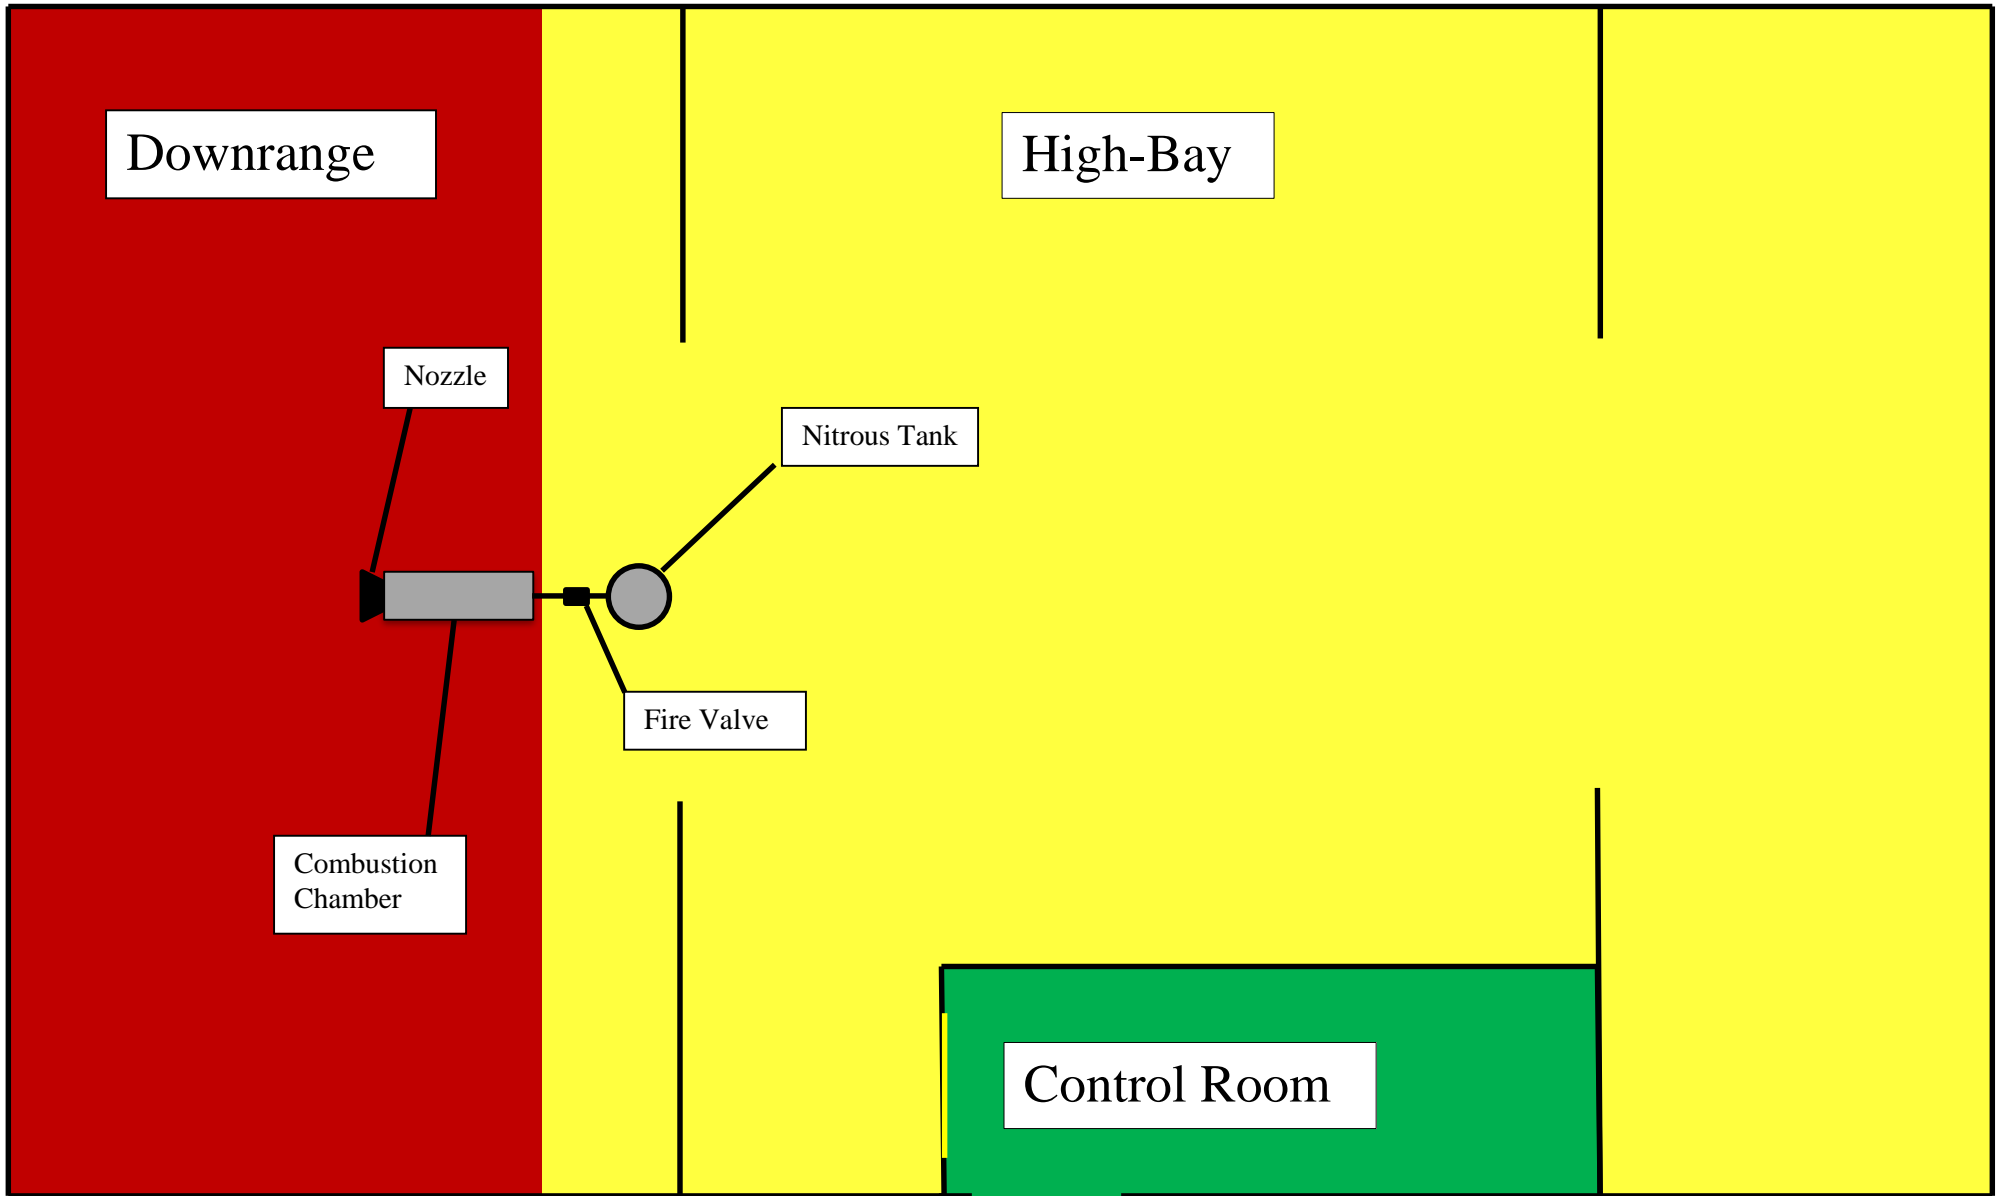 Downrange
High-Bay
Nozzle
Nitrous Tank
Fire Valve
Combustion
Chamber
Control Room